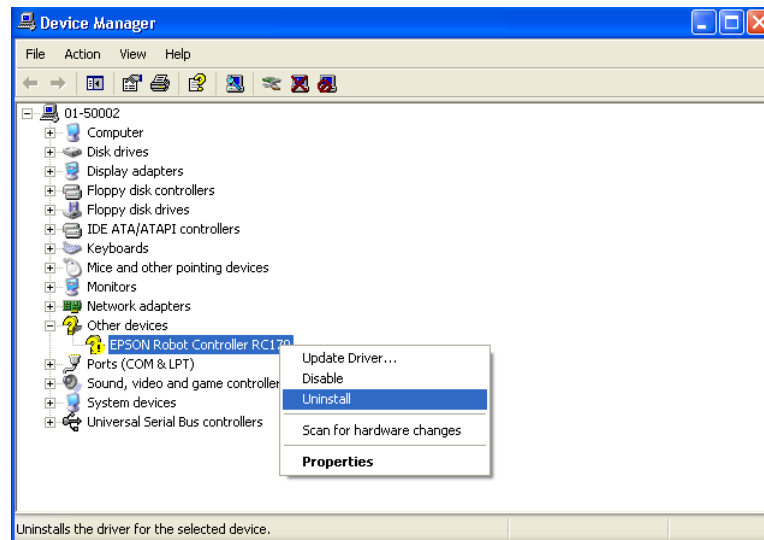 Device Manager
File Action View Help
01-50002
Computer
Disk drives
Display adapters
Floppy disk controllers
Floppy disk drives
IDE ATA/ATAPI controllers
Keyboards
Mice and other pointing devices
Monitors
Network adapters
Other devices
EPSON Robot Controller RC170
Ports (COM & LPT)
Sound, video and game controller
System devices
Universal Serial Bus controllers
Update Driver...
Disable
Uninstall
Scan for hardware changes
Properties
Uninstalls the driver for the selected device.